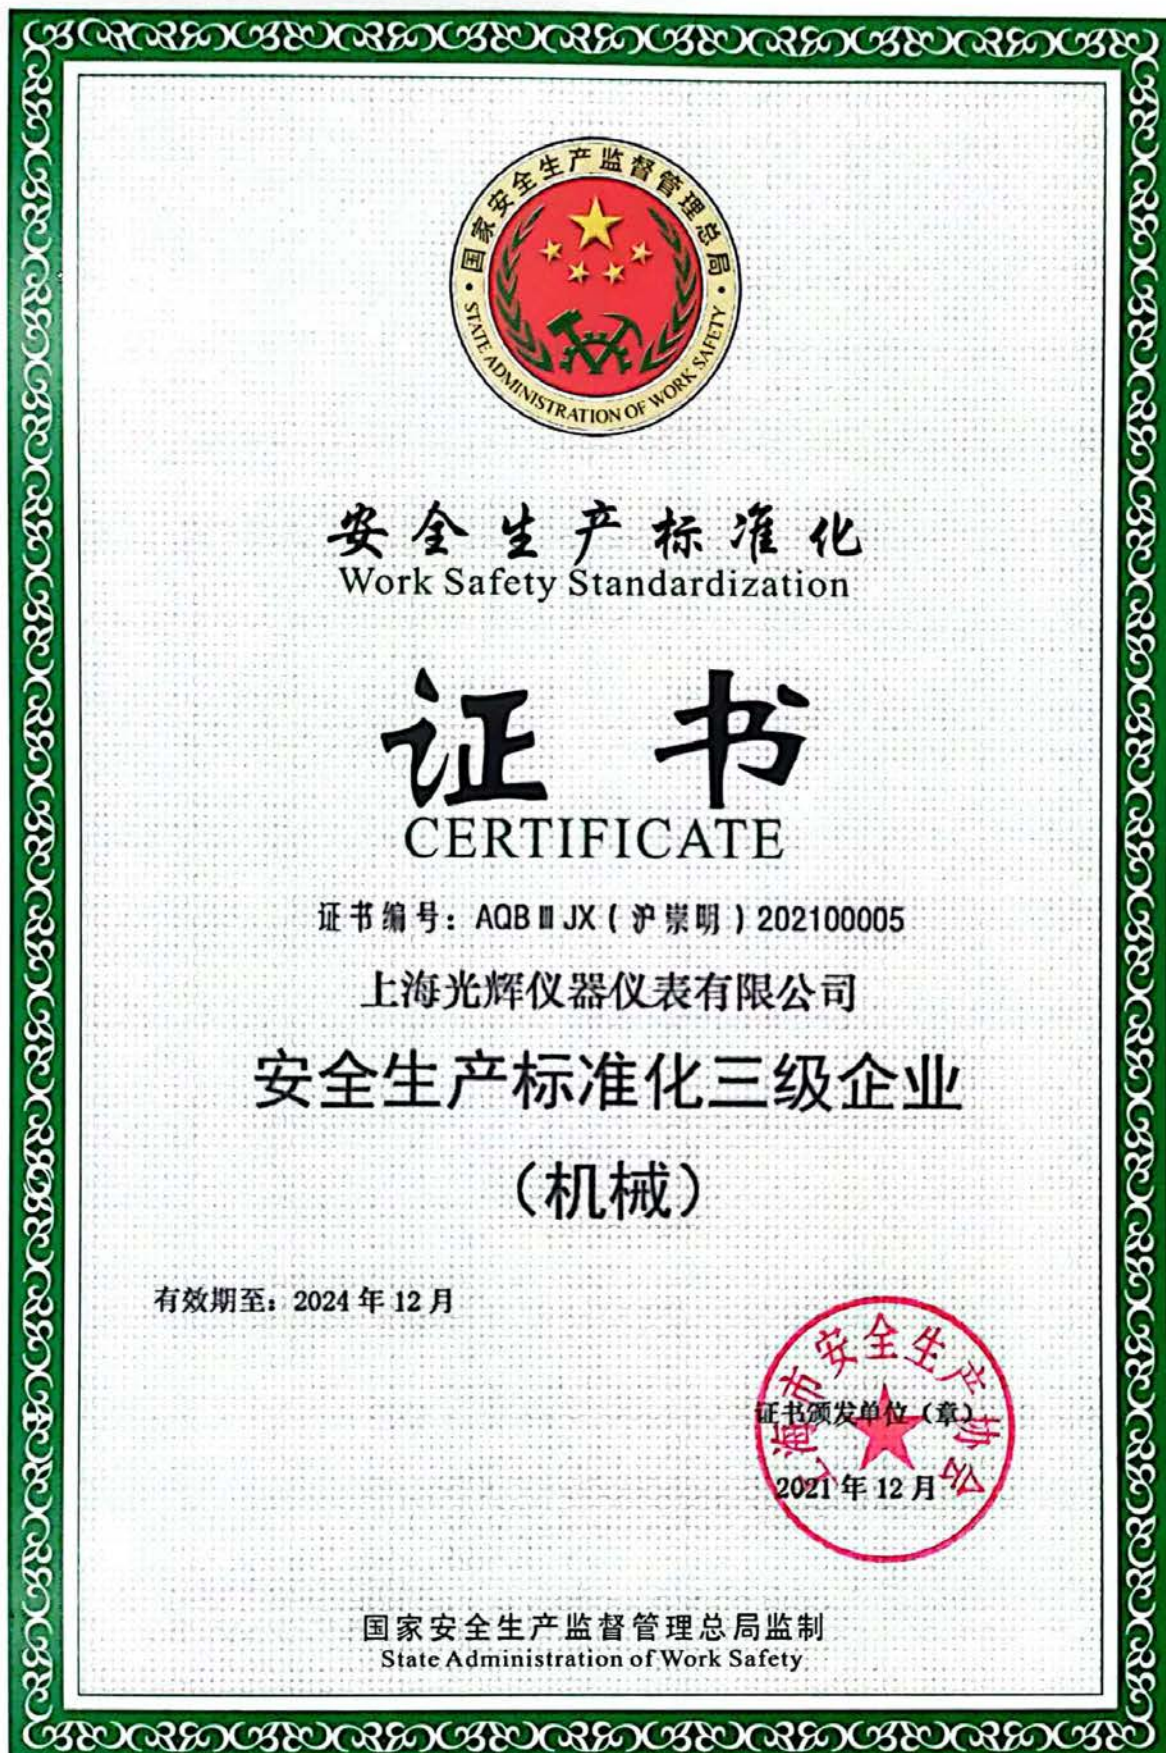 国家安全生产监督管理总局
STATE ADMINISTRATION OF WORK SAFETY
安全生产标准化
Work Safety Standardization
证书
CERTIFICATE
证书编号：AQBⅢJX（沪崇明）202100005
上海光辉仪器仪表有限公司
安全生产标准化三级企业
（机械）
有效期至：2024年12月
上海市安全生产协会
证书颁发单位（章）
2021年12月
国家安全生产监督管理总局监制
State Administration of Work Safety